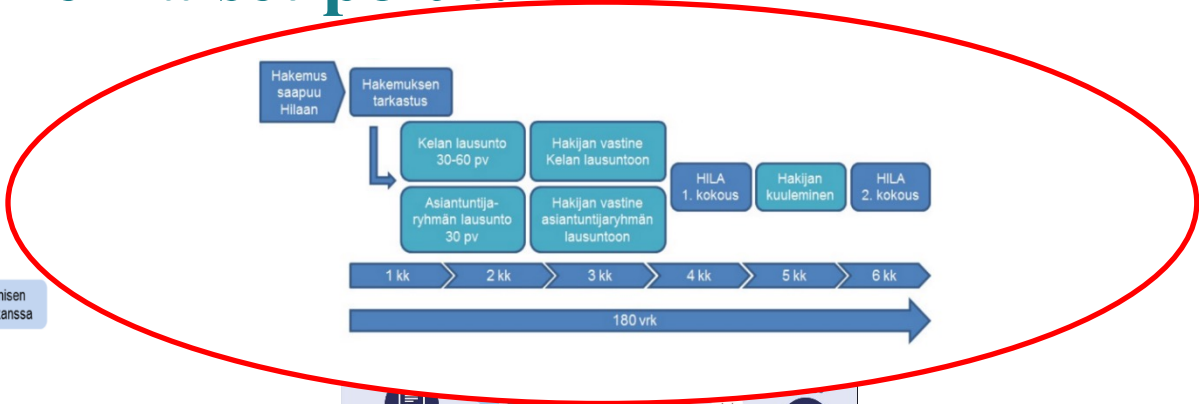 Hakemus
saapuu
Hilaan
Hakemuksen
tarkastus
Kelan lausunto
30-60 pv
Hakijan vastine
Kelan lausuntoon
Asiantuntija-
ryhmän lausunto
30 pv
Hakijan vastine
asiantuntijaryhmän
lausuntoon
HILA
1. kokous
Hakijan
kuuleminen
HILA
2. kokous
1 kk
2 kk
3 kk
4 kk
5 kk
6 kk
180 vrk